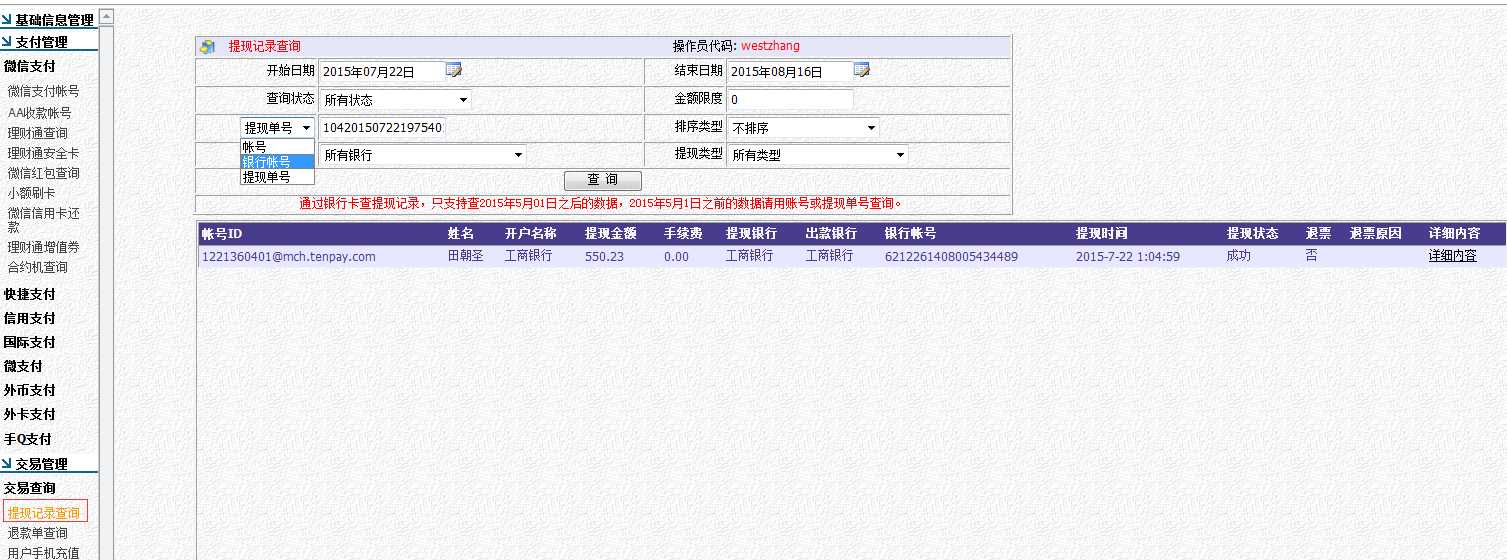 基础信息管理
支付管理
微信支付
微信支付帐号
AA收款帐号
理财通查询
理财通安全卡
微信红包查询
小额刷卡
微信信用卡还
款
理财通增值券
合约机查询
快捷支付
信用支付
国际支付
微支付
外币支付
外卡支付
手Q支付
交易管理
交易查询
提现记录查询
退款单查询
用户手机充值
提现记录查询 操作员代码: westzhang
开始日期 2015年07月22日 结束日期 2015年08月16日
查询状态 所有状态 金额限度 0
提现单号 10420150722197540 排序类型 不排序
帐号
银行帐号
提现单号
所有银行 提现类型 所有类型
查 询
通过银行卡查提现记录，只支持查2015年5月01日之后的数据，2015年5月1日之前的数据请用账号或提现单号查询。
帐号ID 姓名 开户名称 提现金额 手续费 提现银行 出款银行 银行帐号 提现时间 提现状态 退票 退票原因 详细内容
1221360401@mch.tenpay.com 田朝圣 工商银行 550.23 0.00 工商银行 工商银行 6212261408005434489 2015-7-22 1:04:59 成功 否 详细内容